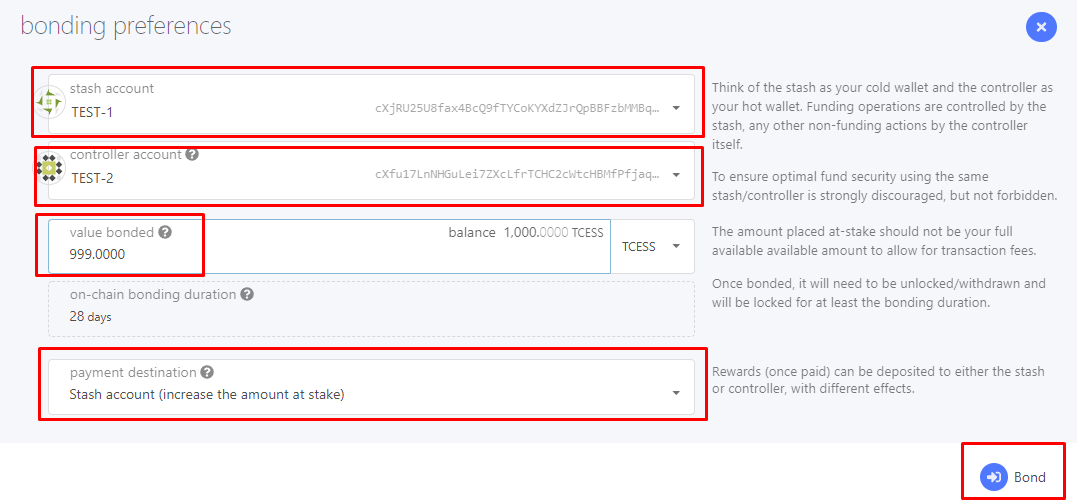 bonding preferences
stash account
TEST-1 cXjRU25U8fax4BcQ9fTYCoKYXdZJrQpBBFzbMMBq…
Think of the stash as your cold wallet and the controller as
your hot wallet. Funding operations are controlled by the
stash, any other non-funding actions by the controller
itself.
controller account
TEST-2 cXfu17LnNHGuLei7ZXcLfrTCHC2cWtcHBMfPfjaq…
To ensure optimal fund security using the same
stash/controller is strongly discouraged, but not forbidden.
value bonded
999.0000
balance 1,000.0000 TCESS
TCESS
The amount placed at-stake should not be your full
available available amount to allow for transaction fees.
on-chain bonding duration
28 days
Once bonded, it will need to be unlocked/withdrawn and
will be locked for at least the bonding duration.
payment destination
Stash account (increase the amount at stake)
Rewards (once paid) can be deposited to either the stash
or controller, with different effects.
Bond